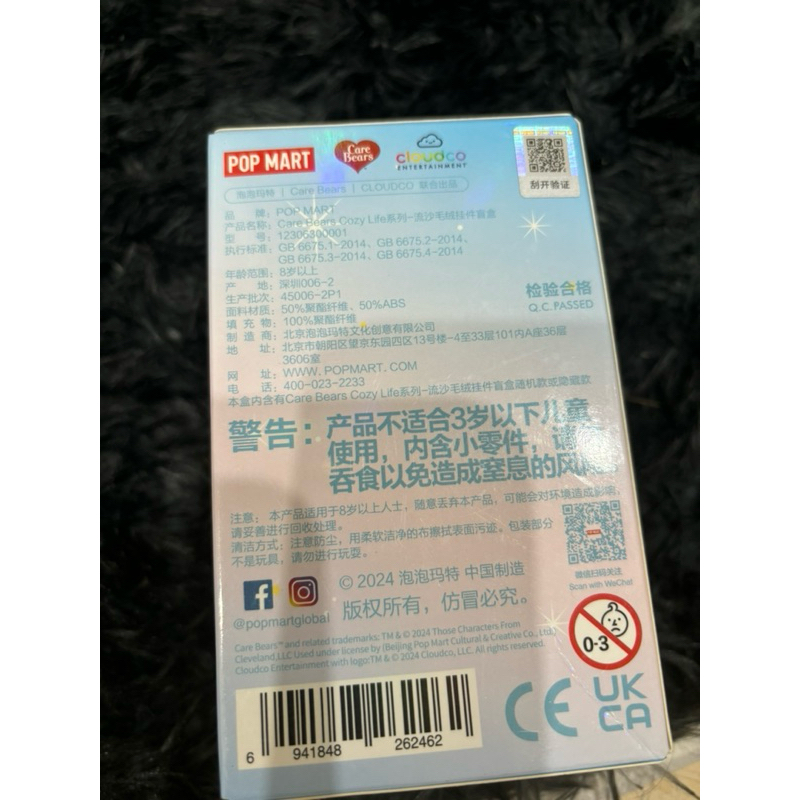 POP MART
Care Bears
cloudco
ENTERTAINMENT
刮开验证
泡泡玛特 | Care Bears | CLOUDCO 联合出品
品 牌: POP MART
产品名称: Care Bears Cozy Life系列-流沙毛绒挂件盲盒
型 号: 12306300001
执行标准: GB 6675.1-2014、GB 6675.2-2014、
GB 6675.3-2014、GB 6675.4-2014
年龄范围: 8岁以上
产 地: 深圳006-2
生产批次: 45006-2P1
面料材质: 50%聚酯纤维、50%ABS
填 充 物: 100%聚酯纤维
制 造 商: 北京泡泡玛特文化创意有限公司
地 址: 北京市朝阳区望京东园四区13号楼-4至33层101内A座36层
3606室
网 址: WWW.POPMART.COM
电 话: 400-023-2233
本盒内含有Care Bears Cozy Life系列-流沙毛绒挂件盲盒随机款或隐藏款
检验合格
Q.C.PASSED
警告: 产品不适合3岁以下儿童
使用,内含小零件,请
吞食以免造成窒息的风
注意: 本产品适用于8岁以上人士,随意丢弃本产品,可能会对环境造成影响,
请妥善进行回收处理。
清洁方式: 注意防尘,用柔软洁净的布擦拭表面污迹。包装部分
不是玩具,请勿进行玩耍。
微信扫码关注
Scan with WeChat
@popmartglobal
© 2024 泡泡玛特 中国制造
版权所有,仿冒必究。
0-3
Care Bears™ and related trademarks: TM & © 2024 Those Characters From
Cleveland,LLC Used under license by (Beijing Pop Mart Cultural & Creative Co., Ltd.)
Cloudco Entertainment with logo:TM & © 2024 Cloudco, LLC. All rights reserved.
6 941848 262462
CE
UK
CA